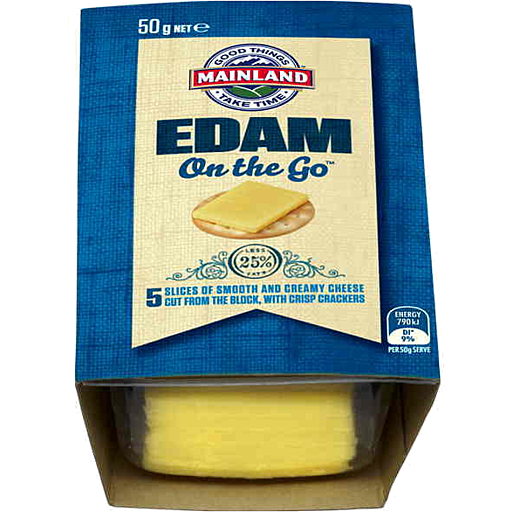 50g NET e
GOOD THINGS
MAINLAND
TAKE TIME
EDAM
On the Go™
LESS
25%
FAT*
5 SLICES OF SMOOTH AND CREAMY CHEESE
CUT FROM THE BLOCK, WITH CRISP CRACKERS
ENERGY
790 kJ
DI*
9%
PER 50g SERVE